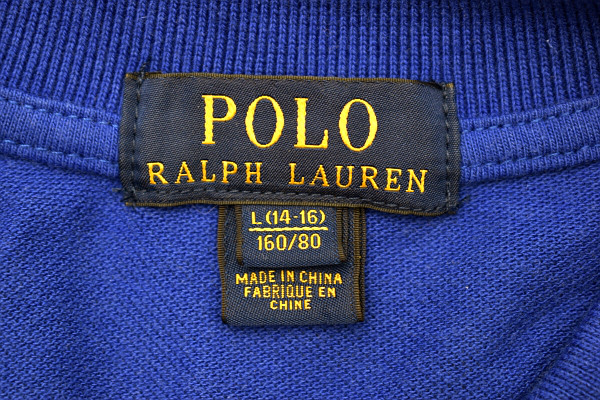 POLO
RALPH LAUREN
L (14-16)
160/80
MADE IN CHINA
FABRIQUE EN
CHINE